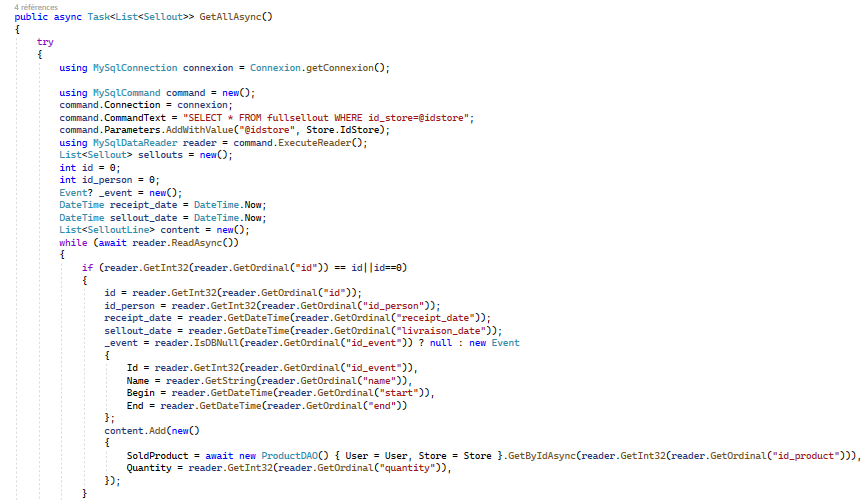 4 références
public async Task<List<Sellout>> GetAllAsync()
{
try
{
using MySqlConnection connexion = Connexion.getConnexion();
using MySqlCommand command = new();
command.Connection = connexion;
command.CommandText = "SELECT * FROM fullsellout WHERE id_store=@idstore";
command.Parameters.AddWithValue("@idstore", Store.IdStore);
using MySqlDataReader reader = command.ExecuteReader();
List<Sellout> sellouts = new();
int id = 0;
int id_person = 0;
Event? _event = new();
DateTime receipt_date = DateTime.Now;
DateTime sellout_date = DateTime.Now;
List<SelloutLine> content = new();
while (await reader.ReadAsync())
{
if (reader.GetInt32(reader.GetOrdinal("id")) == id||id==0)
{
id = reader.GetInt32(reader.GetOrdinal("id"));
id_person = reader.GetInt32(reader.GetOrdinal("id_person"));
receipt_date = reader.GetDateTime(reader.GetOrdinal("receipt_date"));
sellout_date = reader.GetDateTime(reader.GetOrdinal("livraison_date"));
_event = reader.IsDBNull(reader.GetOrdinal("id_event")) ? null : new Event
{
Id = reader.GetInt32(reader.GetOrdinal("id_event")),
Name = reader.GetString(reader.GetOrdinal("name")),
Begin = reader.GetDateTime(reader.GetOrdinal("start")),
End = reader.GetDateTime(reader.GetOrdinal("end"))
};
content.Add(new()
{
SoldProduct = await new ProductDAO() { User = User, Store = Store }.GetByIdAsync(reader.GetInt32(reader.GetOrdinal("id_product"))),
Quantity = reader.GetInt32(reader.GetOrdinal("quantity")),
});
}